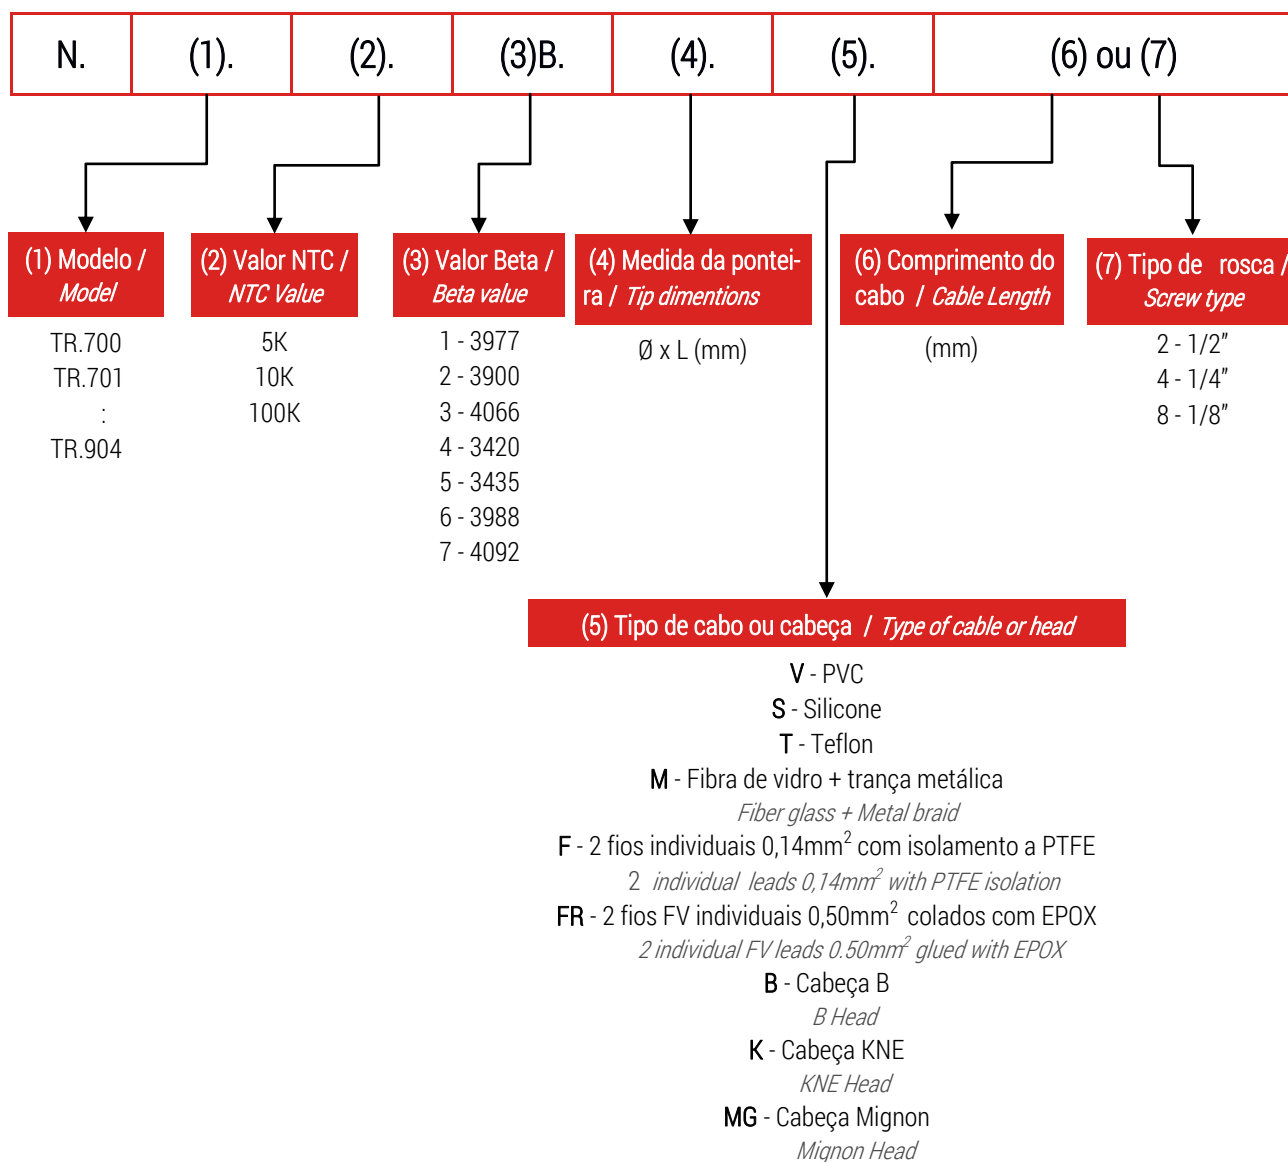 N. (1). (2). (3)B. (4). (5). (6) ou (7)
(1) Modelo /
Model
TR.700
TR.701
:
TR.904
(2) Valor NTC /
NTC Value
5K
10K
100K
(3) Valor Beta /
Beta value
1 - 3977
2 - 3900
3 - 4066
4 - 3420
5 - 3435
6 - 3988
7 - 4092
(4) Medida da pontei-
ra / Tip dimentions
Ø x L (mm)
(6) Comprimento do
cabo / Cable Length
(mm)
(7) Tipo de rosca /
Screw type
2 - 1/2"
4 - 1/4"
8 - 1/8"
(5) Tipo de cabo ou cabeça / Type of cable or head
V - PVC
S - Silicone
T - Teflon
M - Fibra de vidro + trança metálica
Fiber glass + Metal braid
F - 2 fios individuais 0,14mm² com isolamento a PTFE
2 individual leads 0,14mm² with PTFE isolation
FR - 2 fios FV individuais 0,50mm² colados com EPOX
2 individual FV leads 0.50mm² glued with EPOX
B - Cabeça B
B Head
K - Cabeça KNE
KNE Head
MG - Cabeça Mignon
Mignon Head